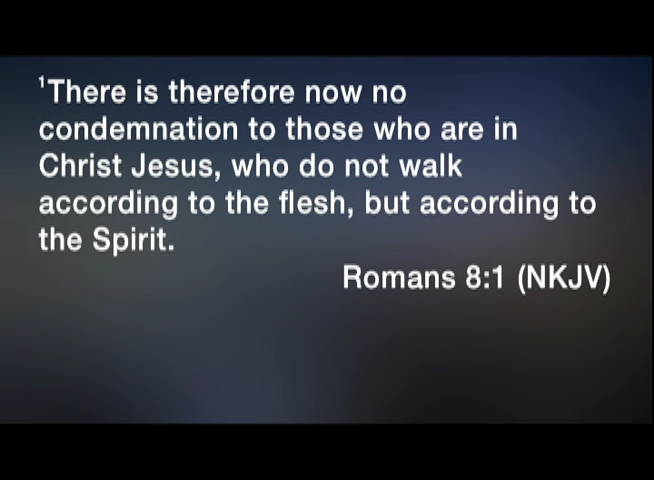 ¹There is therefore now no
condemnation to those who are in
Christ Jesus, who do not walk
according to the flesh, but according to
the Spirit.
Romans 8:1 (NKJV)